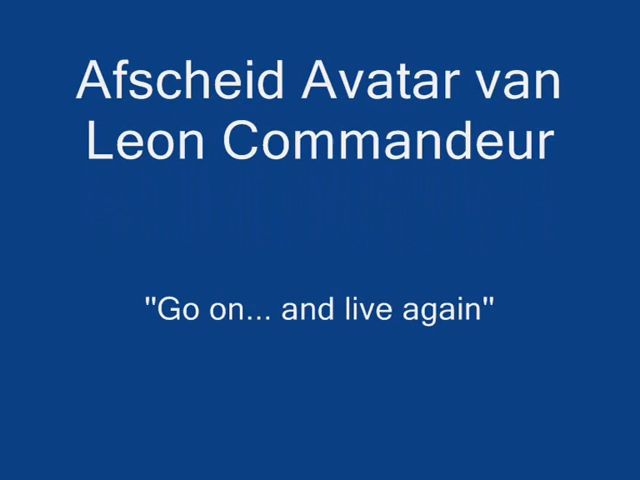 Afscheid Avatar van
Leon Commandeur
"Go on... and live again"